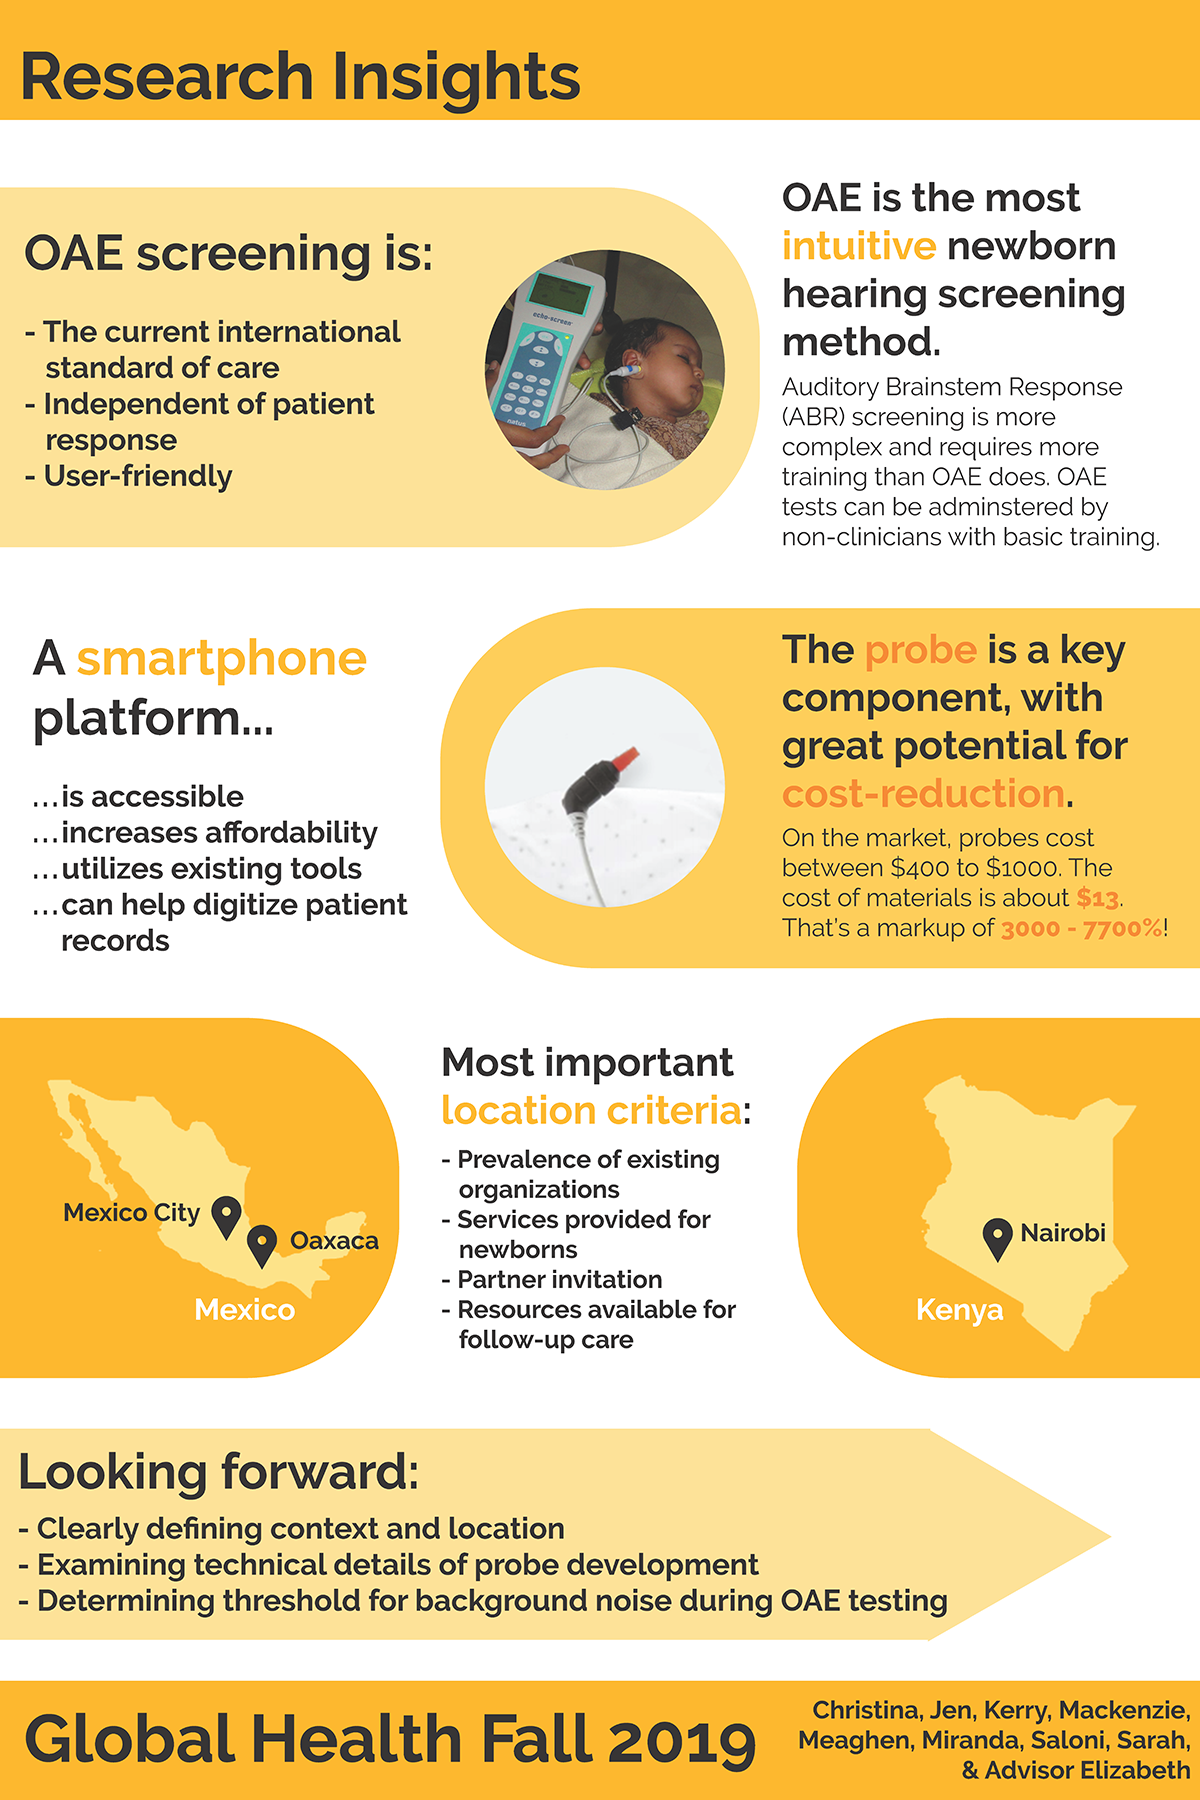 Research Insights
OAE screening is:
- The current international
standard of care
- Independent of patient
response
- User-friendly
echo-screen
natus
OAE is the most
intuitive newborn
hearing screening
method.
Auditory Brainstem Response
(ABR) screening is more
complex and requires more
training than OAE does. OAE
tests can be adminstered by
non-clinicians with basic training.
A smartphone
platform...
...is accessible
...increases affordability
...utilizes existing tools
...can help digitize patient
records
The probe is a key
component, with
great potential for
cost-reduction.
On the market, probes cost
between $400 to $1000. The
cost of materials is about $13.
That's a markup of 3000 - 7700%!
Mexico City
Oaxaca
Mexico
Most important
location criteria:
- Prevalence of existing
organizations
- Services provided for
newborns
- Partner invitation
- Resources available for
follow-up care
Nairobi
Kenya
Looking forward:
- Clearly defining context and location
- Examining technical details of probe development
- Determining threshold for background noise during OAE testing
Global Health Fall 2019
Christina, Jen, Kerry, Mackenzie,
Meaghen, Miranda, Saloni, Sarah,
& Advisor Elizabeth